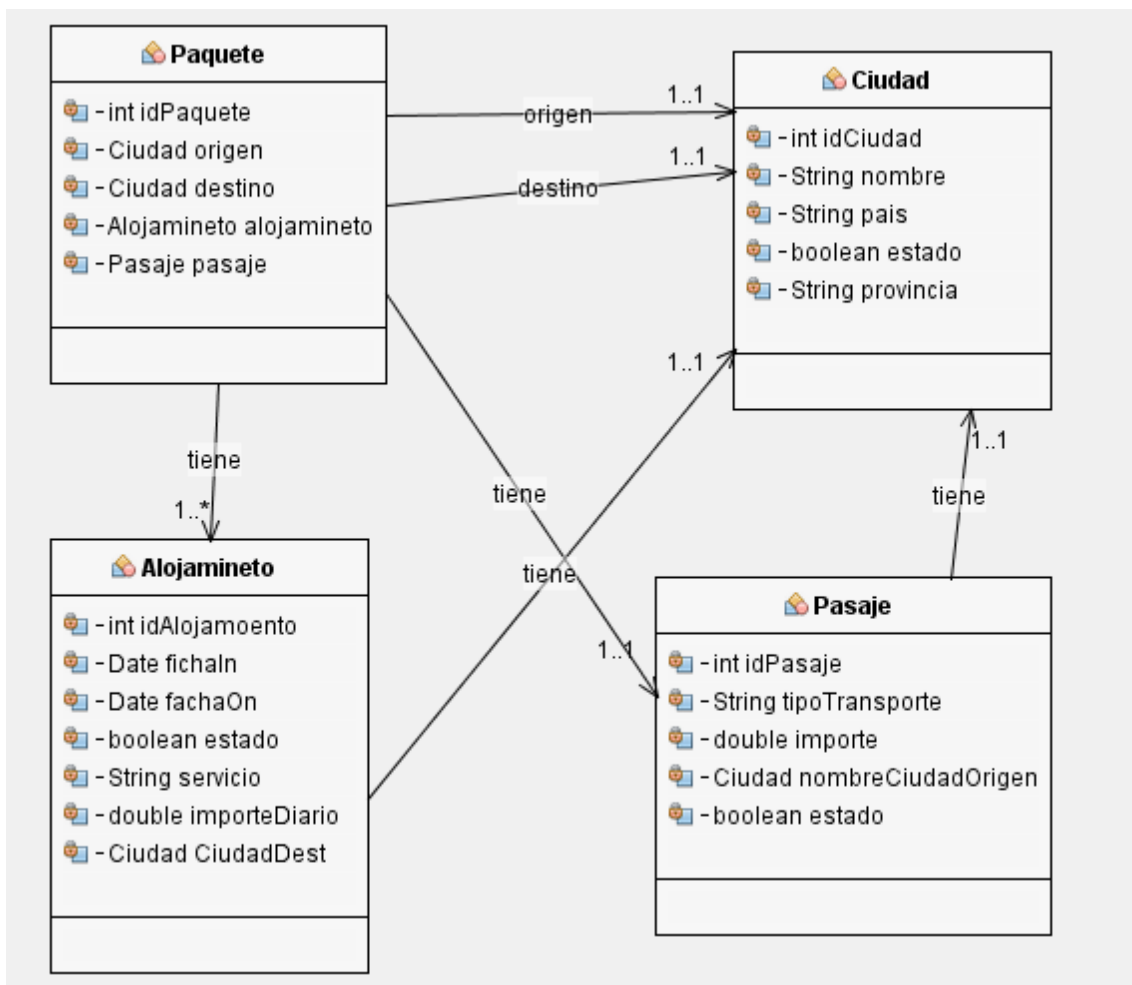 Paquete
-int idPaquete
-Ciudad origen
-Ciudad destino
-Alojamineto alojamineto
-Pasaje pasaje
origen
1..1
destino
1..1
Ciudad
-int idCiudad
-String nombre
-String pais
-boolean estado
-String provincia
tiene
1..*
tiene
1..1
tiene
1..1
tiene
1..1
Alojamineto
-int idAlojamoento
-Date fichaIn
-Date fachaOn
-boolean estado
-String servicio
-double importeDiario
-Ciudad CiudadDest
Pasaje
-int idPasaje
-String tipoTransporte
-double importe
-Ciudad nombreCiudadOrigen
-boolean estado